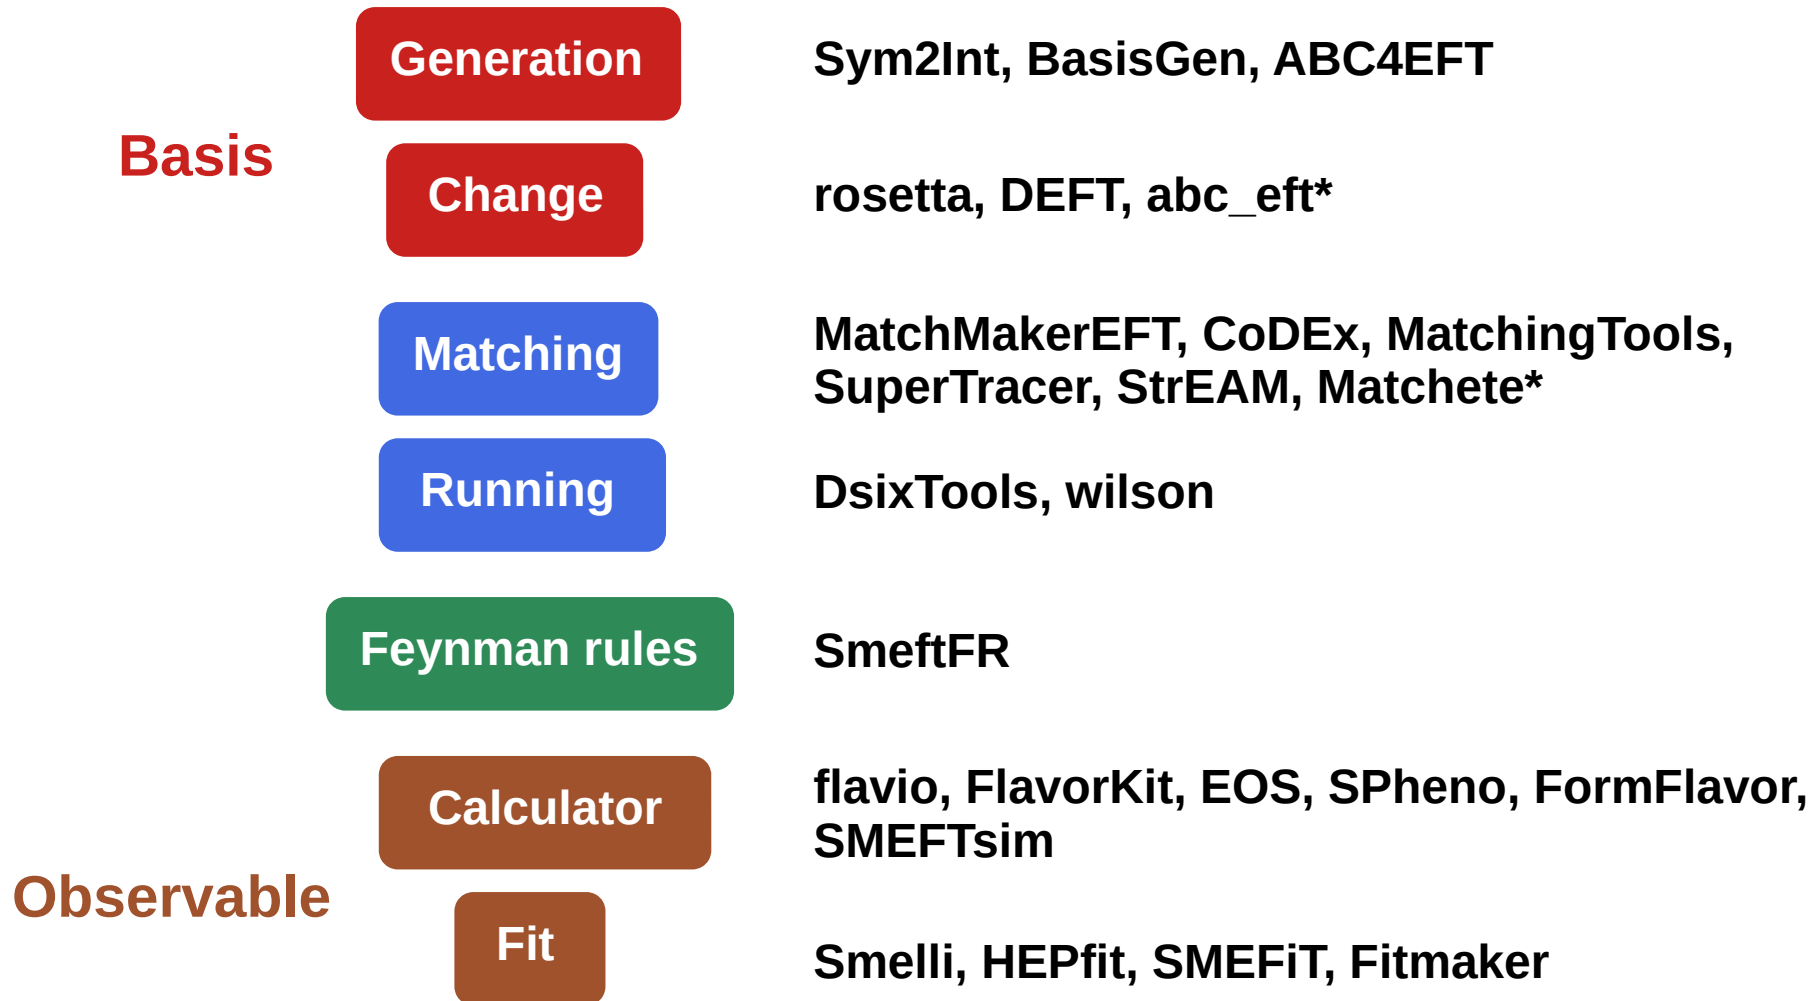 Generation
Sym2Int, BasisGen, ABC4EFT
Basis
Change
rosetta, DEFT, abc_eft*
Matching
MatchMakerEFT, CoDEx, MatchingTools,
SuperTracer, StrEAM, Matchete*
Running
DsixTools, wilson
Feynman rules
SmeftFR
Calculator
flavio, FlavorKit, EOS, SPheno, FormFlavor,
SMEFTsim
Observable
Fit
Smelli, HEPfit, SMEFiT, Fitmaker